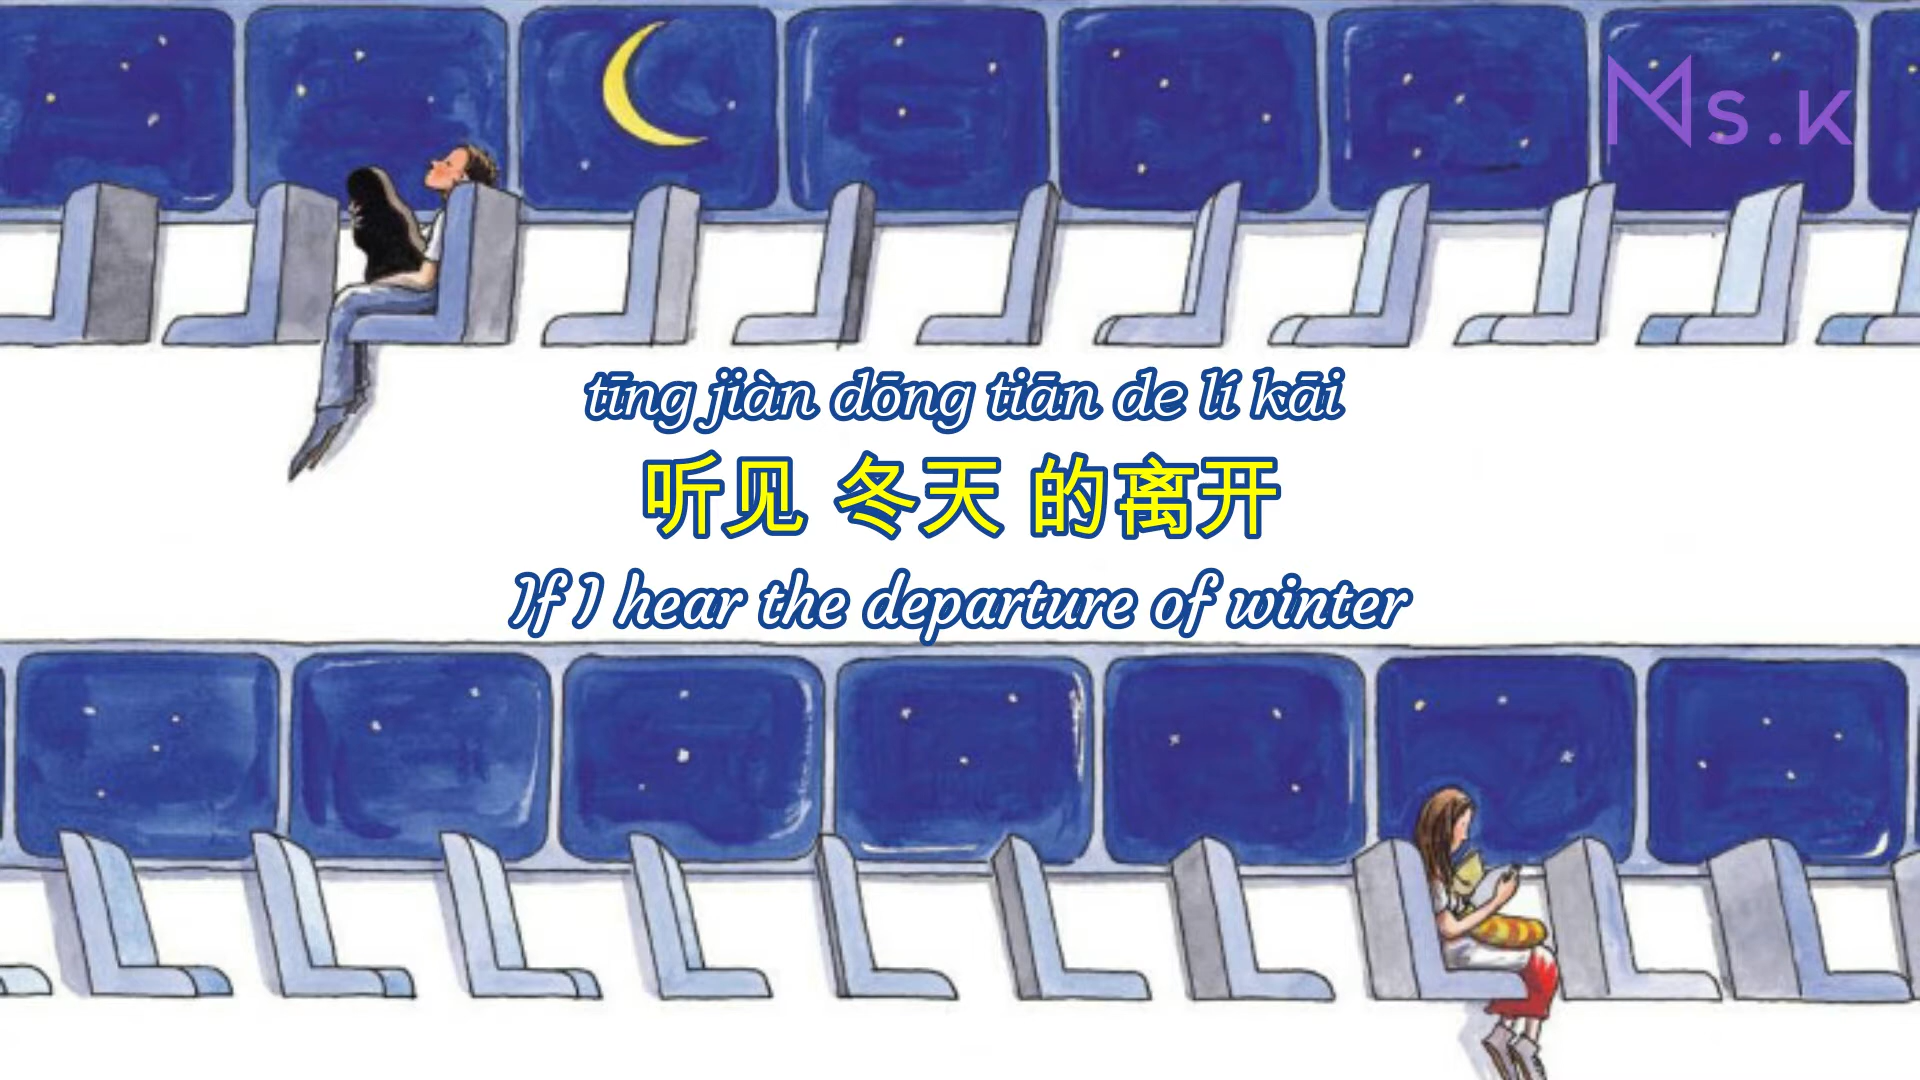 Ms.K
tīng jiàn dōng tiān de lí kāi
听见 冬天 的离开
If I hear the departure of winter